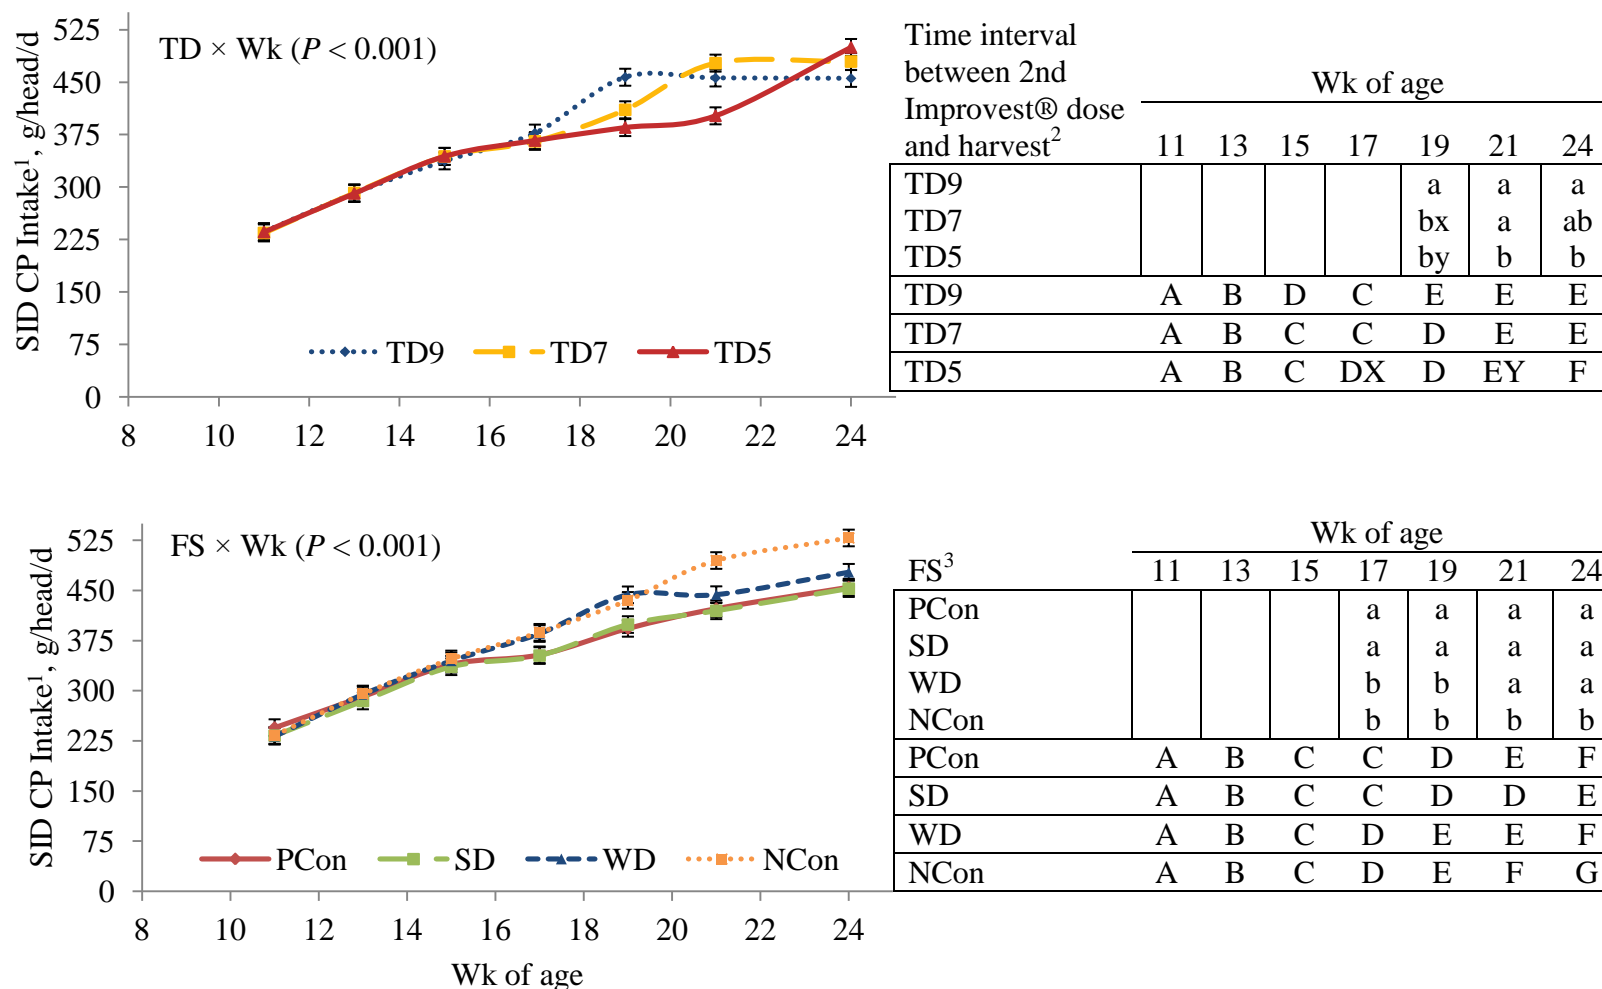 TD × Wk (P < 0.001)
SID CP Intake1, g/head/d
525
450
375
300
225
150
75
0
TD9 TD7 TD5
8 10 12 14 16 18 20 22 24
Time interval
between 2nd
Improvest® dose
and harvest2
Wk of age
11 13 15 17 19 21 24
TD9 a a a
TD7 bx a ab
TD5 by b b
TD9 A B D C E E E
TD7 A B C C D E E
TD5 A B C DX D EY F
FS × Wk (P < 0.001)
SID CP Intake1, g/head/d
525
450
375
300
225
150
75
0
PCon SD WD NCon
8 10 12 14 16 18 20 22 24
Wk of age
Wk of age
FS3 11 13 15 17 19 21 24
PCon a a a a
SD a a a a
WD b b a a
NCon b b b b
PCon A B C C D E F
SD A B C C D D E
WD A B C D E E F
NCon A B C D E F G